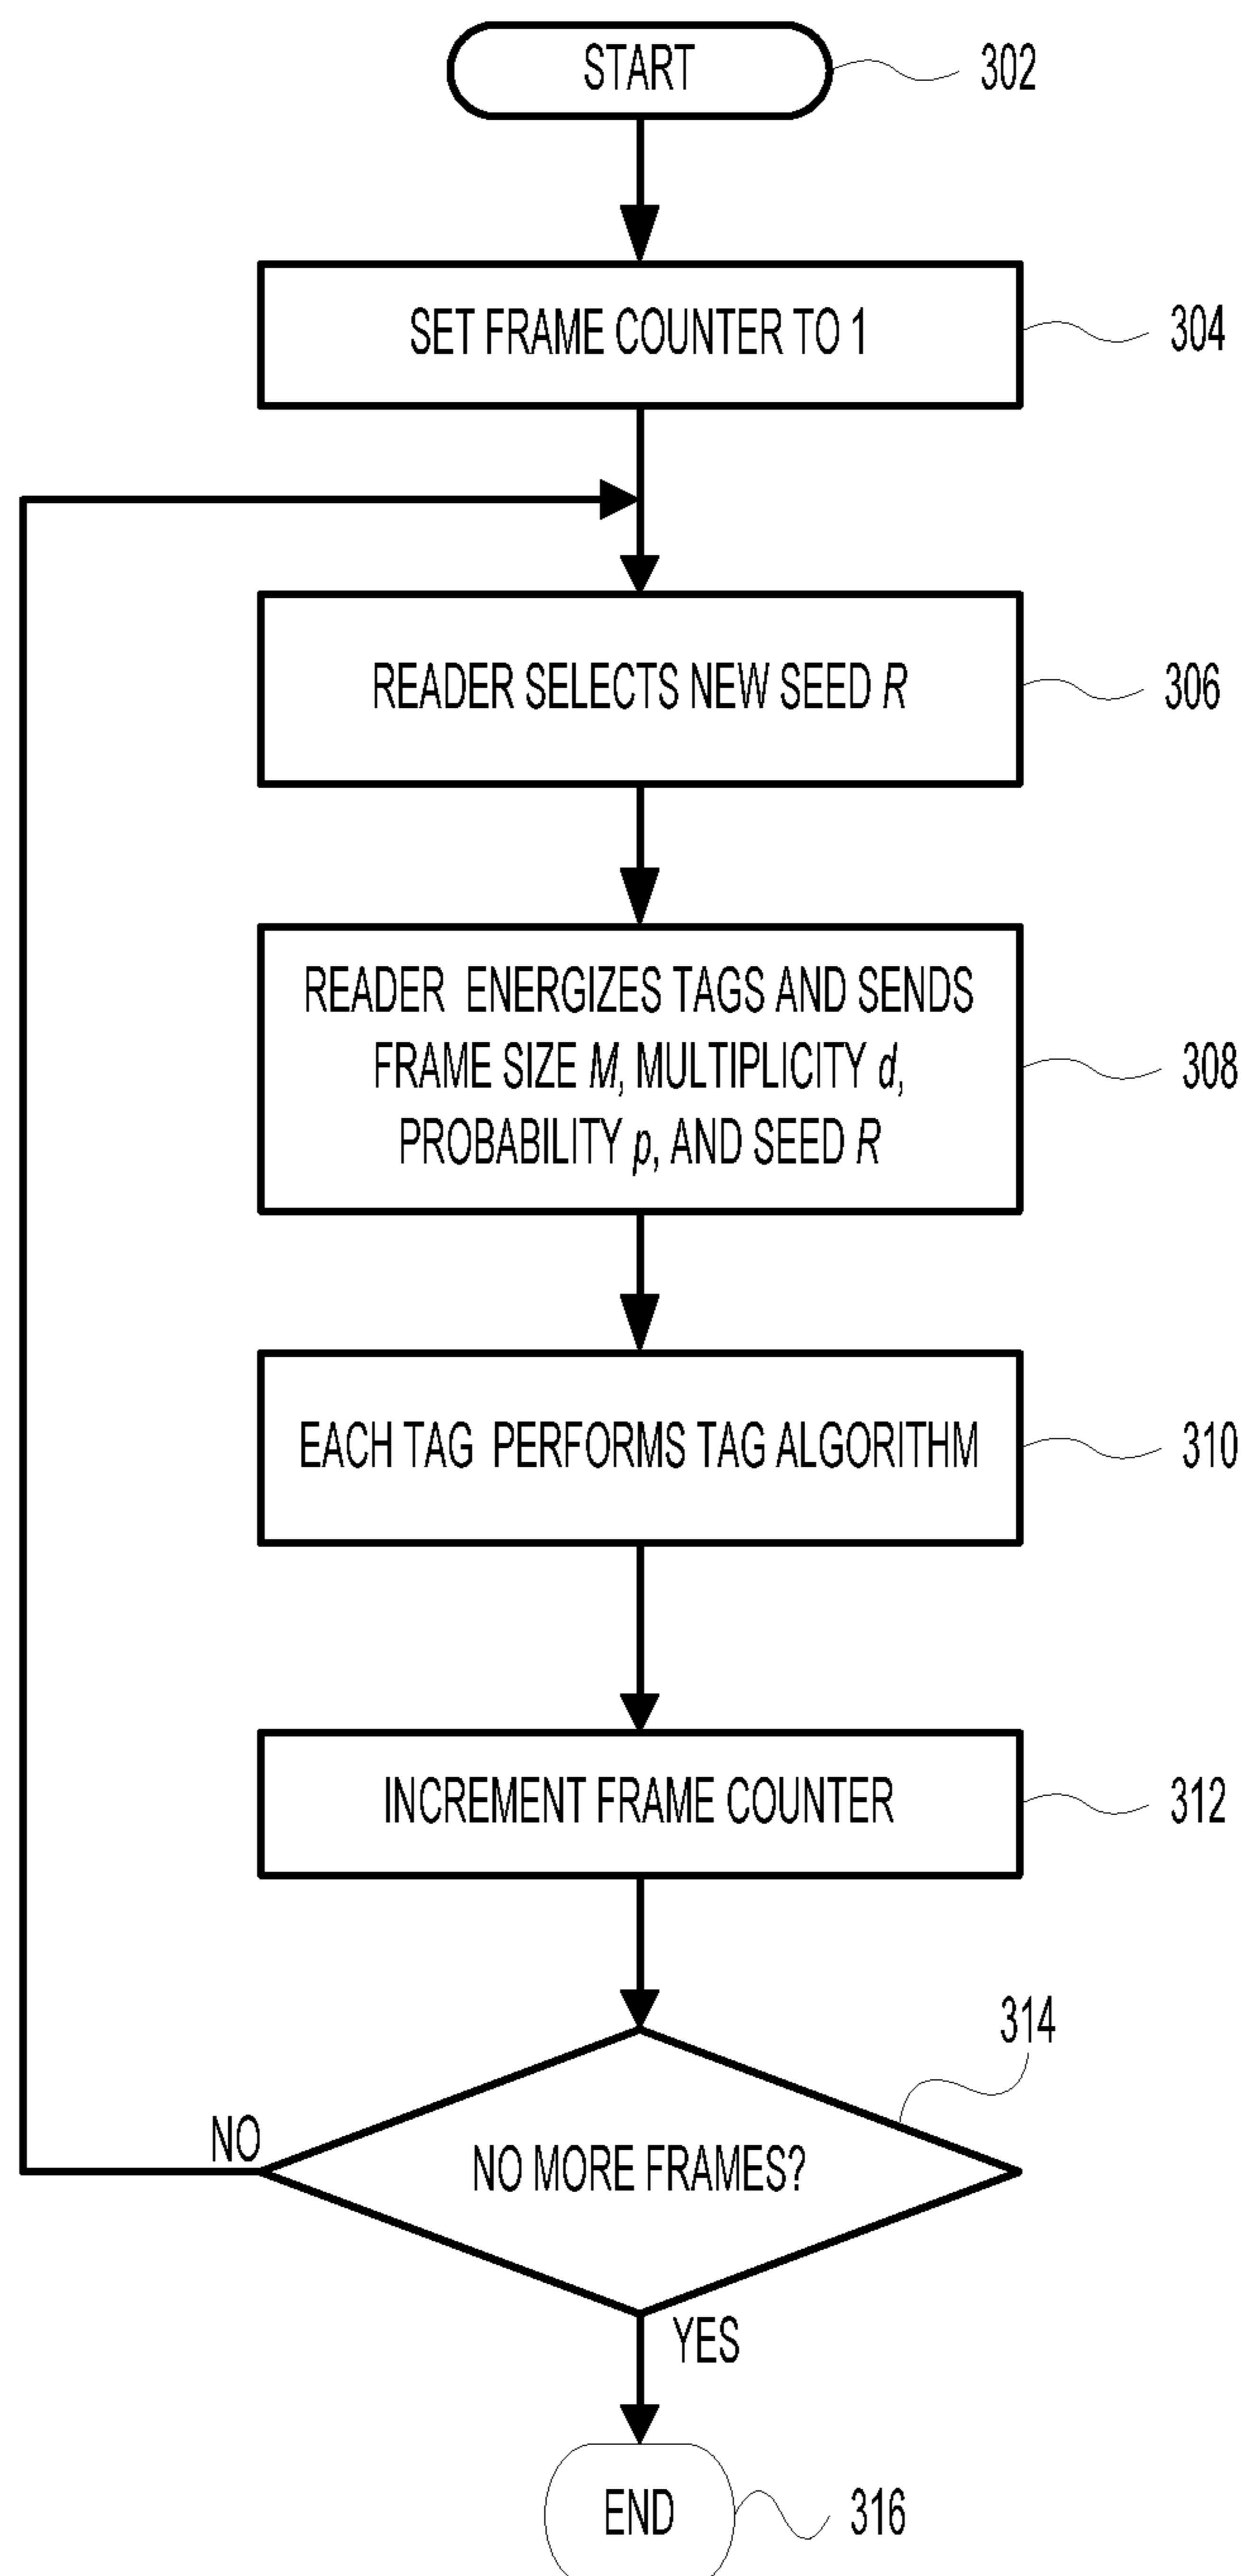 START
302
SET FRAME COUNTER TO 1
304
READER SELECTS NEW SEED R
306
READER ENERGIZES TAGS AND SENDS
FRAME SIZE M, MULTIPLICITY d,
PROBABILITY p, AND SEED R
308
EACH TAG PERFORMS TAG ALGORITHM
310
INCREMENT FRAME COUNTER
312
314
NO
NO MORE FRAMES?
YES
END
316